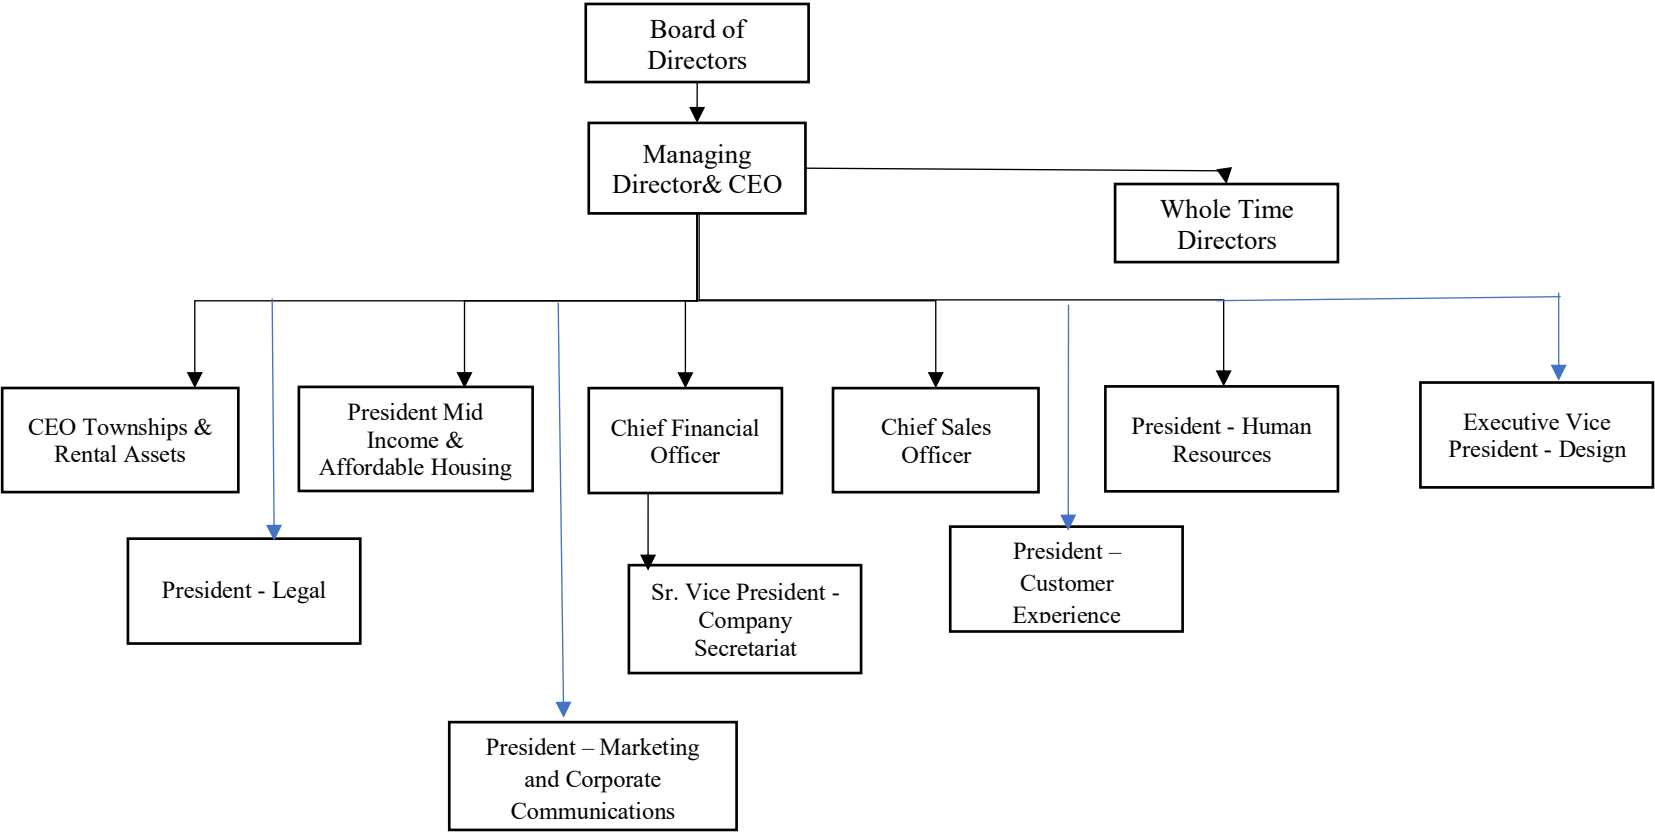 Board of
Directors
Managing
Director& CEO
Whole Time
Directors
CEO Townships &
Rental Assets
President Mid
Income &
Affordable Housing
Chief Financial
Officer
Chief Sales
Officer
President - Human
Resources
Executive Vice
President - Design
President - Legal
Sr. Vice President -
Company
Secretariat
President –
Customer
Experience
President – Marketing
and Corporate
Communications